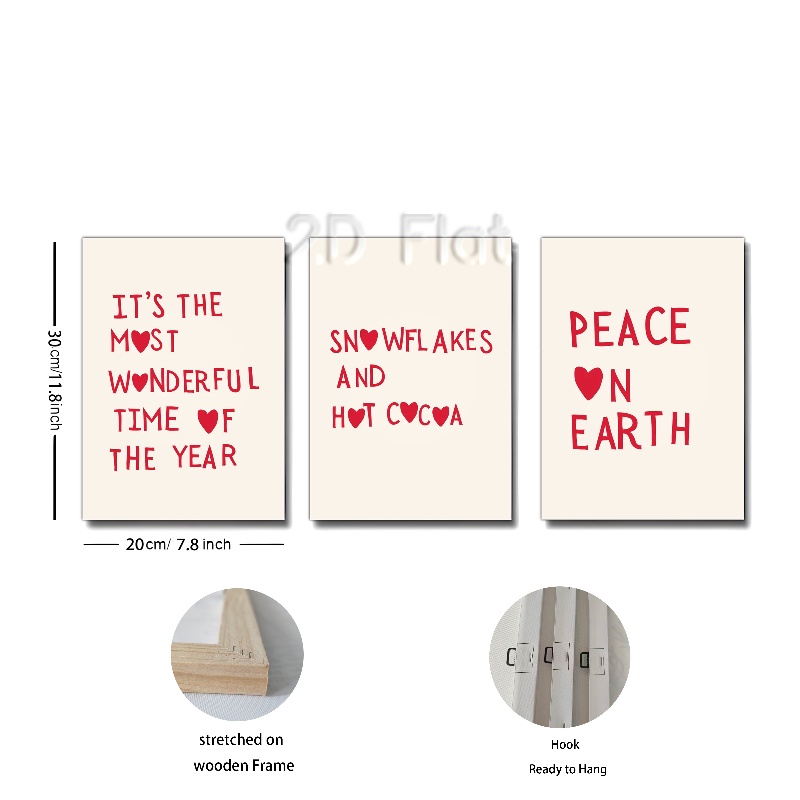 2D Flat
IT'S THE
M♥ST
W♥NDERFUL
TIME ♥F
THE YEAR
SN♥WFLAKES
AND
H♥T C♥C♥A
PEACE
♥N
EARTH
30cm/11.8inch
20cm/ 7.8 inch
stretched on
wooden Frame
Hook
Ready to Hang